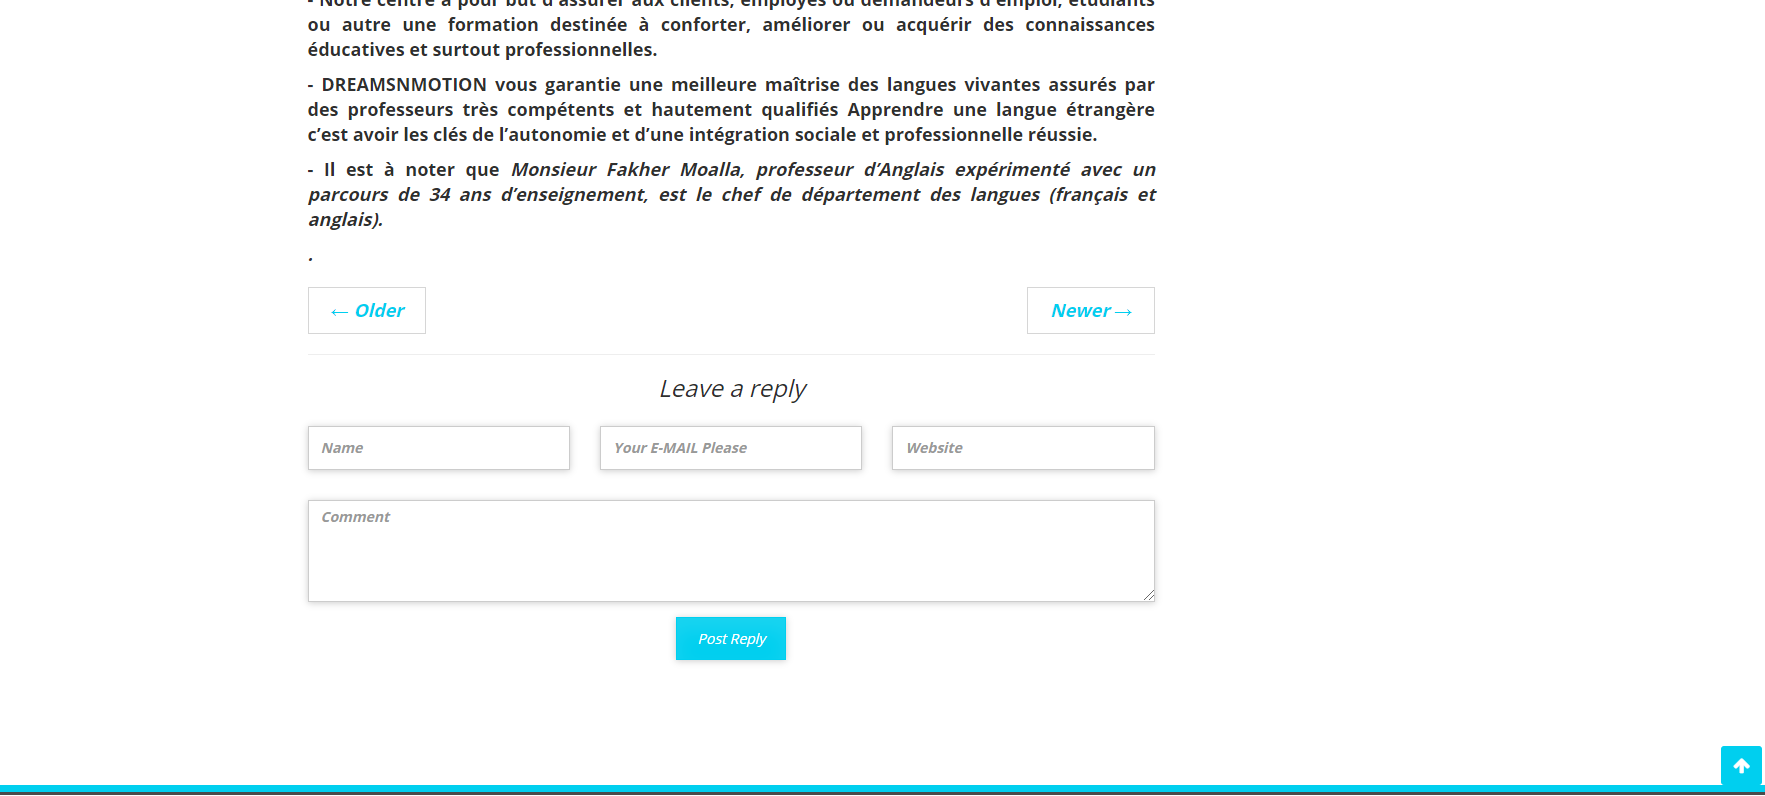 - Notre centre a pour but d'assurer aux clients, employés ou demandeurs d'emploi, étudiants
ou autre une formation destinée à conforter, améliorer ou acquérir des connaissances
éducatives et surtout professionnelles.
- DREAMSNMOTION vous garantie une meilleure maîtrise des langues vivantes assurés par
des professeurs très compétents et hautement qualifiés Apprendre une langue étrangère
c’est avoir les clés de l’autonomie et d’une intégration sociale et professionnelle réussie.
- Il est à noter que Monsieur Fakher Moalla, professeur d’Anglais expérimenté avec un
parcours de 34 ans d’enseignement, est le chef de département des langues (français et
anglais).
.
← Older
Newer →
Leave a reply
Name
Your E-MAIL Please
Website
Comment
Post Reply